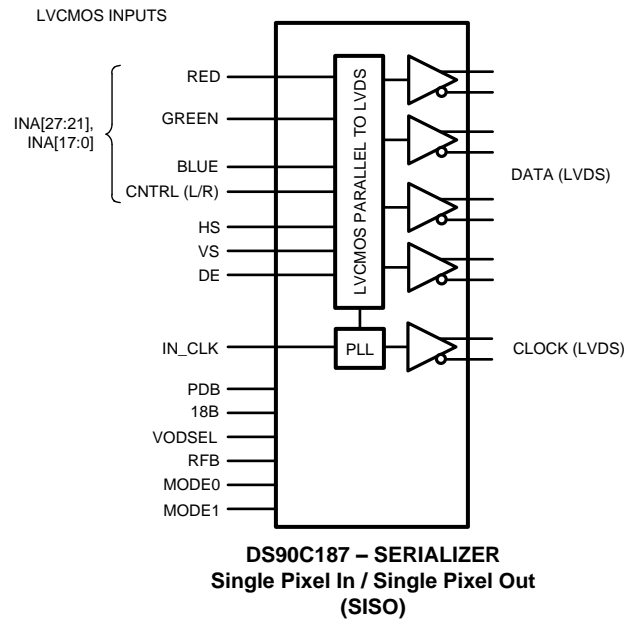 LVCMOS INPUTS
INA[27:21],
INA[17:0]
RED
GREEN
BLUE
CNTRL (L/R)
HS
VS
DE
IN_CLK
PDB
18B
VODSEL
RFB
MODE0
MODE1
LVCMOS PARALLEL TO LVDS
PLL
DATA (LVDS)
CLOCK (LVDS)
DS90C187 – SERIALIZER
Single Pixel In / Single Pixel Out
(SISO)